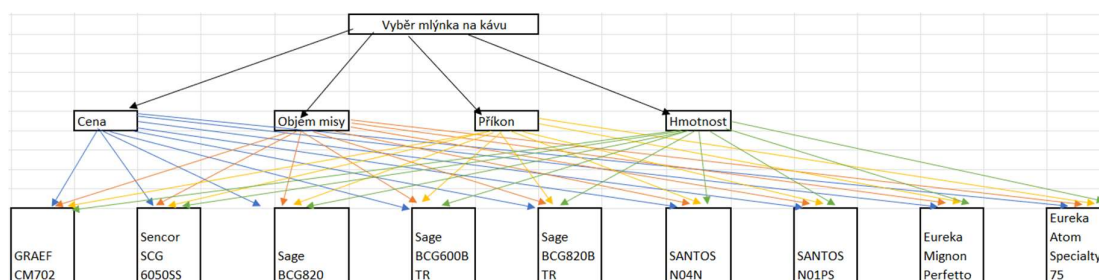 Vyběr mlýnka na kávu
Cena
Objem misy
Příkon
Hmotnost
GRAEF
CM702
Sencor
SCG
6050SS
Sage
BCG820
Sage
BCG600B
TR
Sage
BCG820B
TR
SANTOS
N04N
SANTOS
N01PS
Eureka
Mignon
Perfetto
Eureka
Atom
Specialty
75